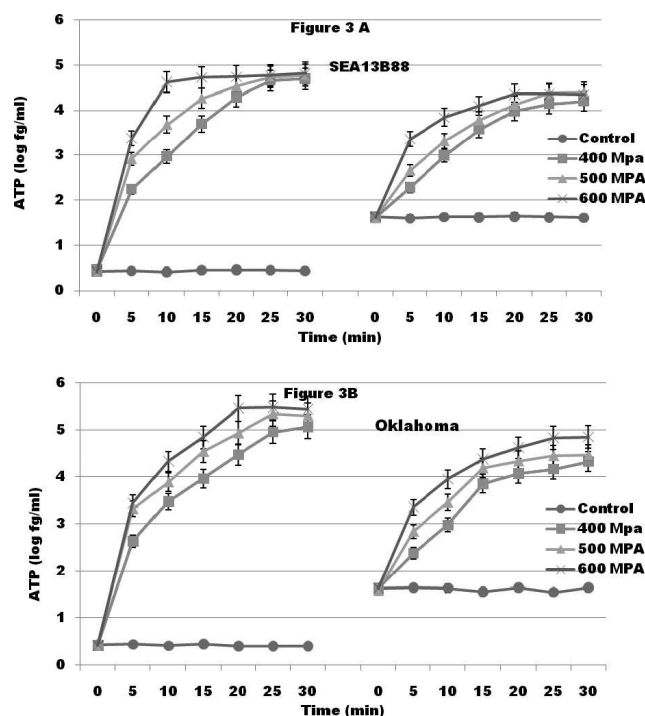 Figure 3 A
SEA13B88
ATP (log fg/ml)
6
5
4
3
2
1
0
0 5 10 15 20 25 30 0 5 10 15 20 25 30
Time (min)
Control
400 Mpa
500 MPA
600 MPA
Figure 3B
Oklahoma
ATP (log fg/ml)
6
5
4
3
2
1
0
0 5 10 15 20 25 30 0 5 10 15 20 25 30
Time (min)
Control
400 Mpa
500 MPA
600 MPA